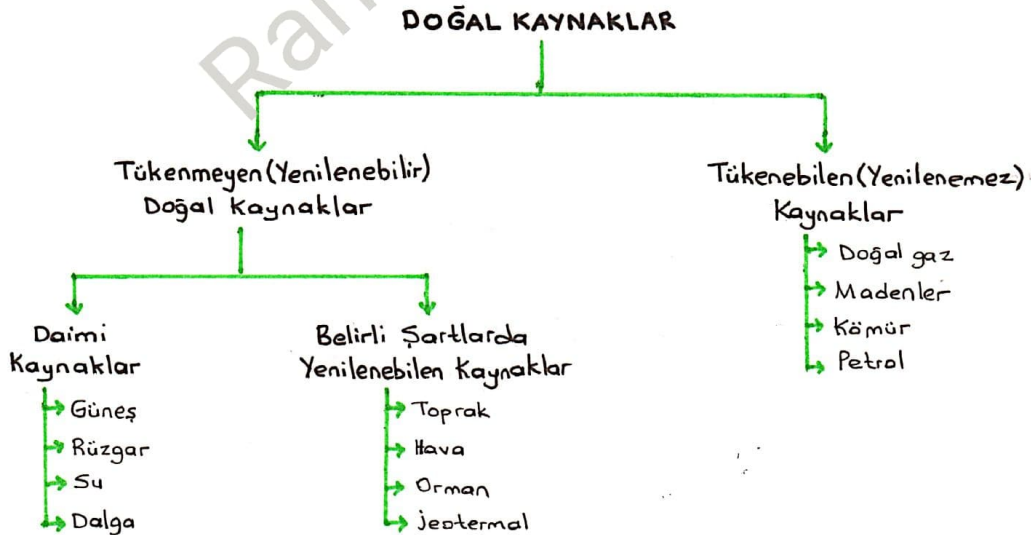 DOĞAL KAYNAKLAR
Tükenmeyen (Yenilenebilir)
Doğal Kaynaklar
Tükenebilen (Yenilenemez)
Kaynaklar
Doğal gaz
Madenler
Kömür
Petrol
Daimi
Kaynaklar
Güneş
Rüzgar
Su
Dalga
Belirli Şartlarda
Yenilenebilen Kaynaklar
Toprak
Hava
Orman
jeotermal